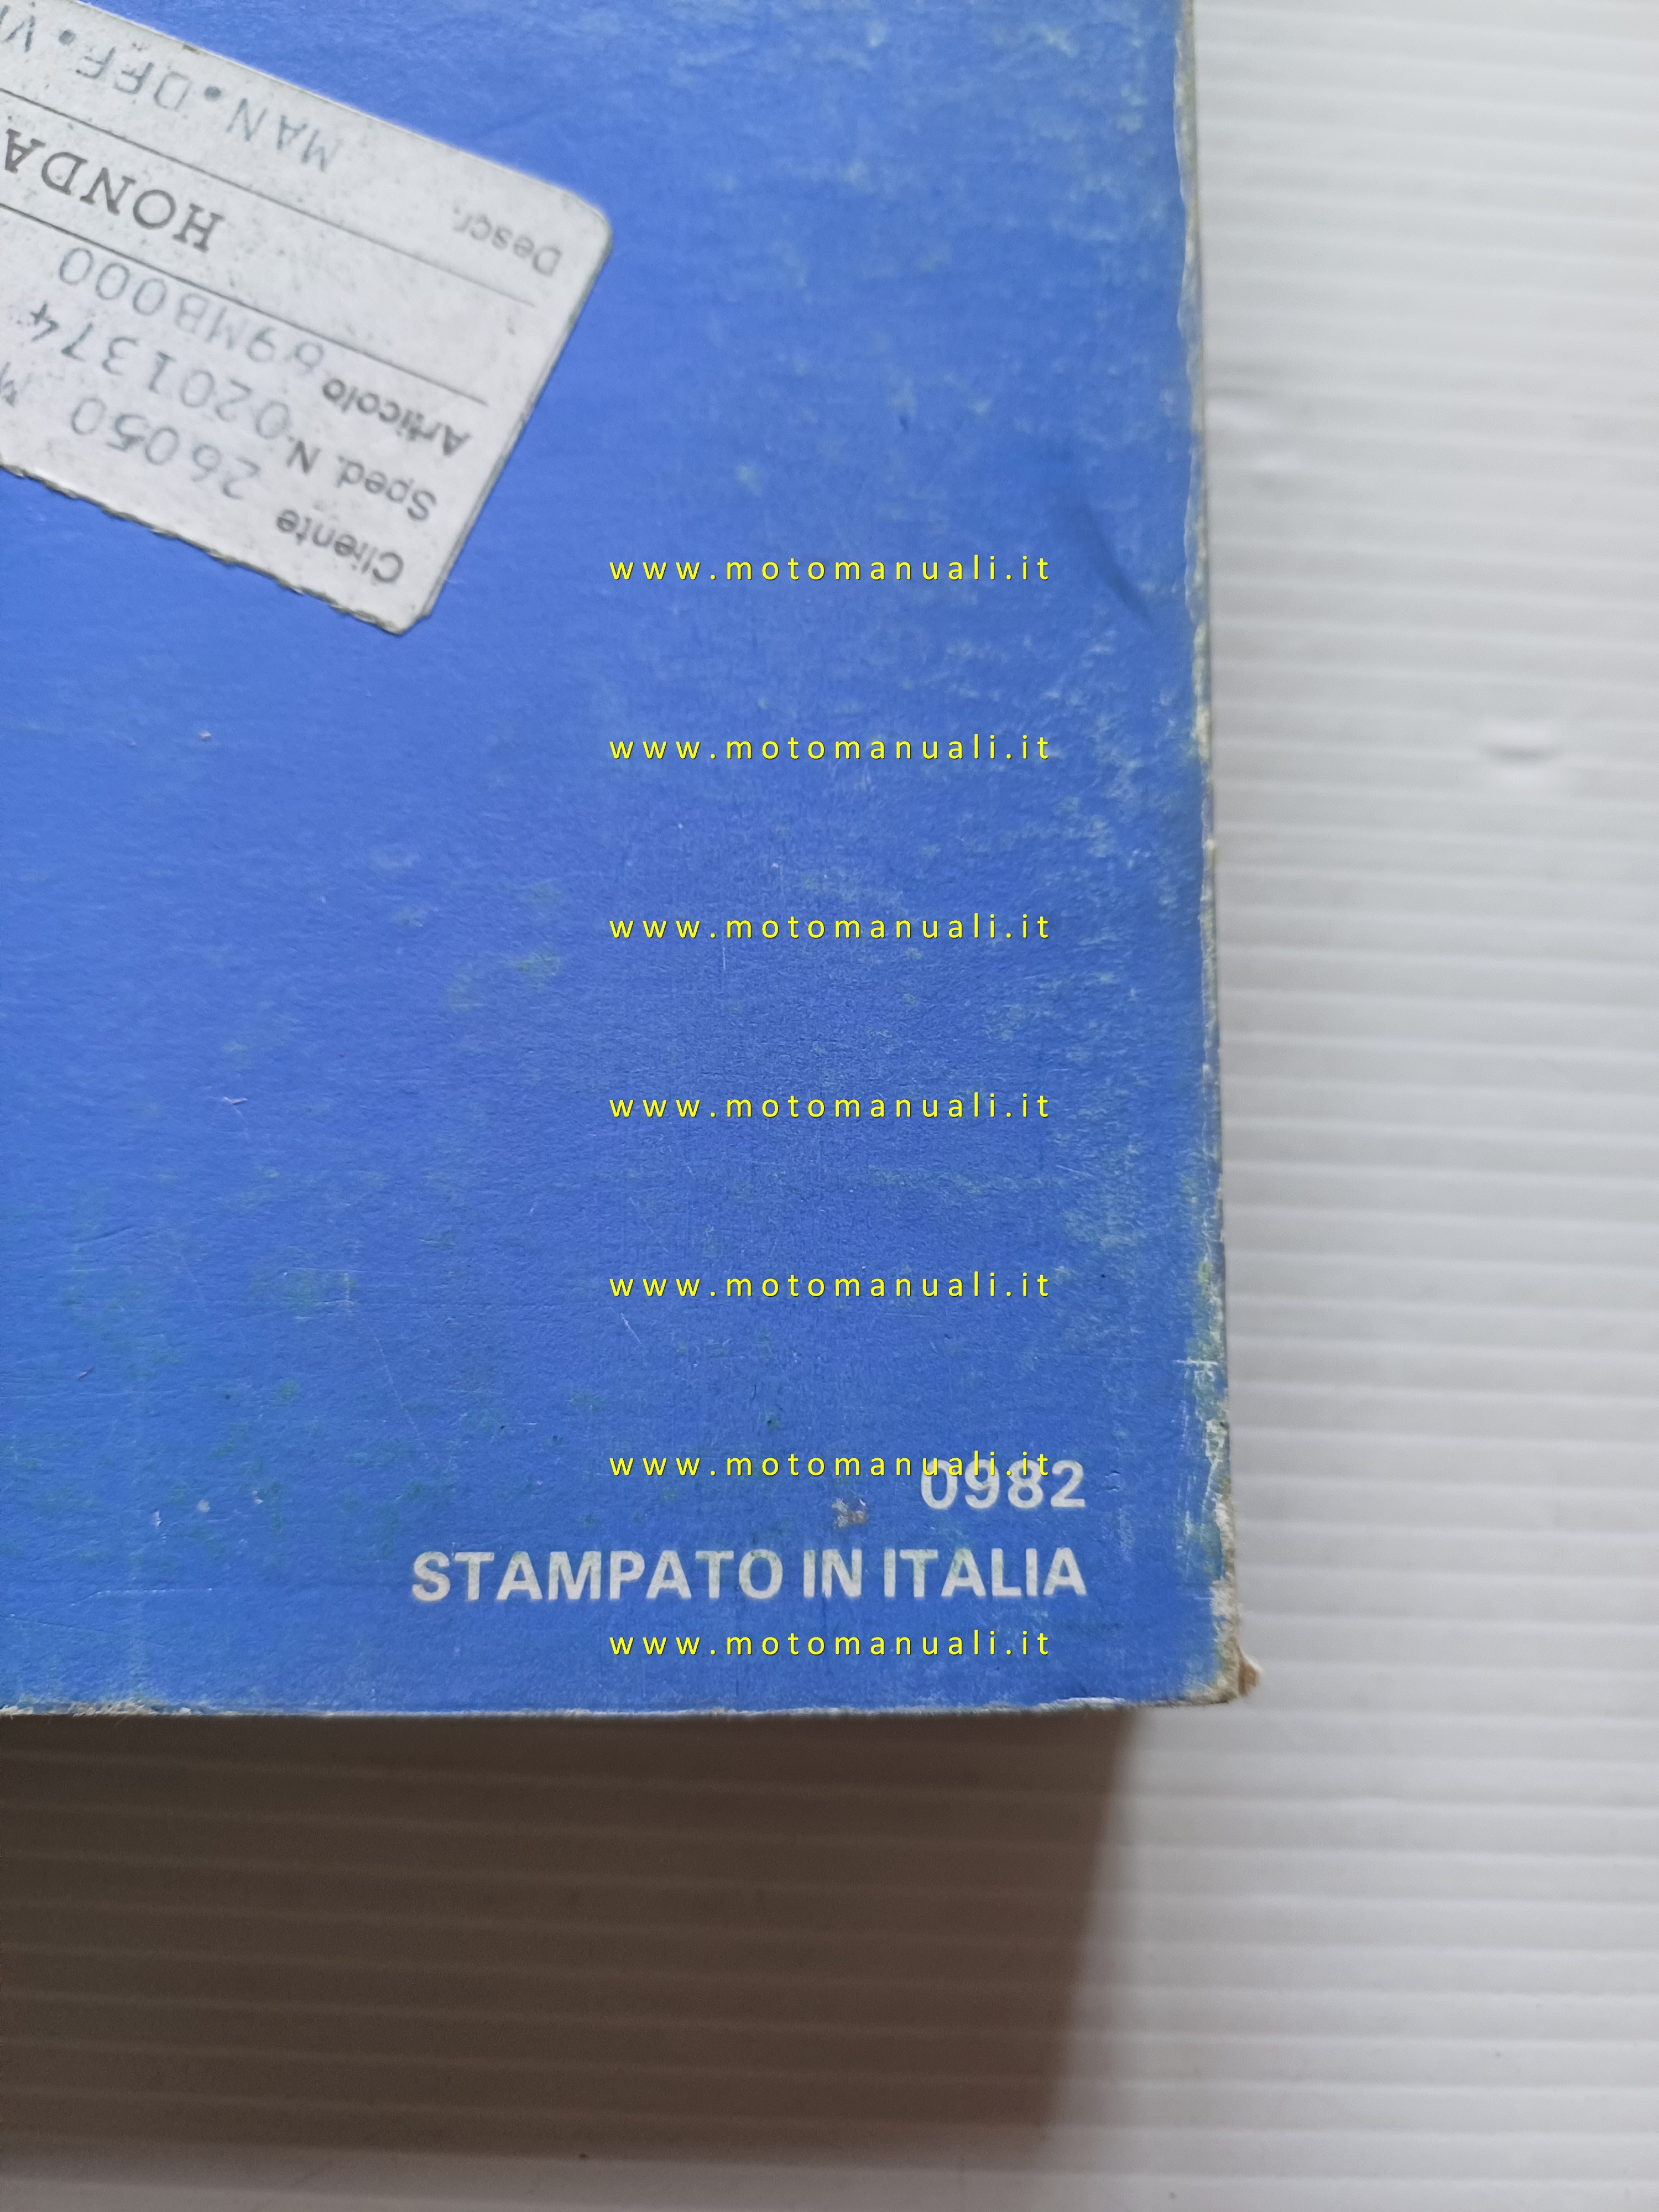 Cliente 26050 M
Sped. N. 0201374
Articolo 69MB000
HONDA
Descr. MAN.OFF.V
www.motomanuali.it
www.motomanuali.it
www.motomanuali.it
www.motomanuali.it
www.motomanuali.it
www.motomanuali.it
0982
STAMPATO IN ITALIA
www.motomanuali.it